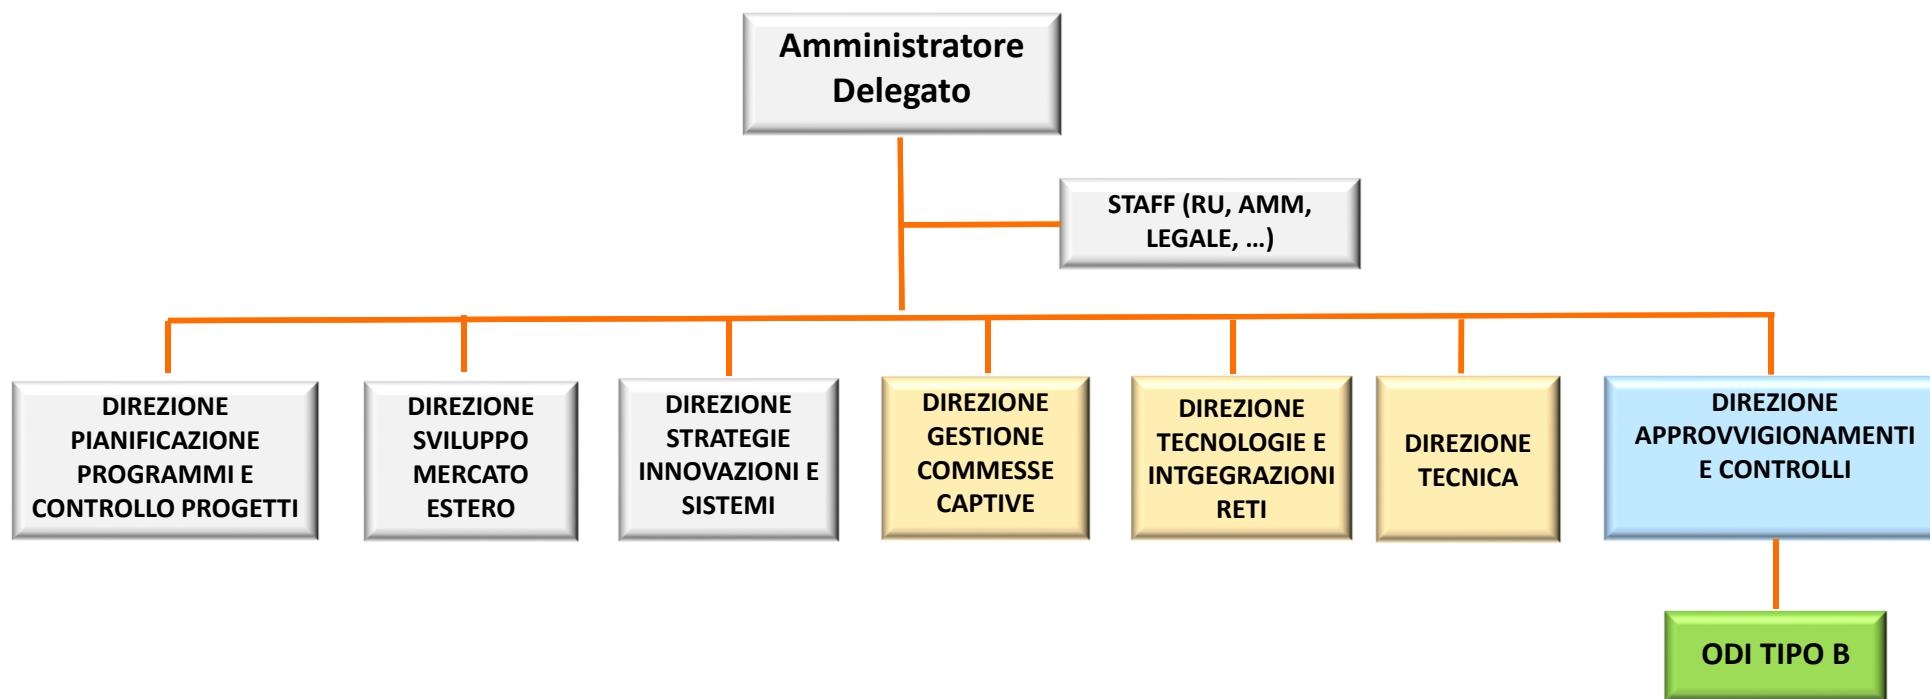 Amministratore
Delegato
STAFF (RU, AMM,
LEGALE, ...)
DIREZIONE
PIANIFICAZIONE
PROGRAMMI E
CONTROLLO PROGETTI
DIREZIONE
SVILUPPO
MERCATO
ESTERO
DIREZIONE
STRATEGIE
INNOVAZIONI E
SISTEMI
DIREZIONE
GESTIONE
COMMESSE
CAPTIVE
DIREZIONE
TECNOLOGIE E
INTGEGRAZIONI
RETI
DIREZIONE
TECNICA
DIREZIONE
APPROVVIGIONAMENTI
E CONTROLLI
ODI TIPO B